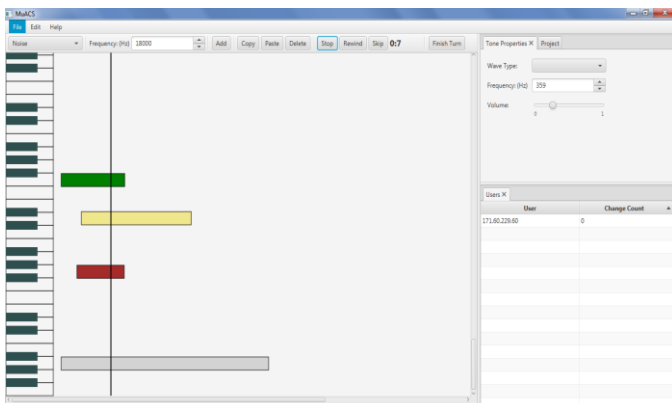 MuACS
File Edit Help
Noise Frequency: (Hz) 18000 Add Copy Paste Delete Stop Rewind Skip 0:7 Finish Turn
Tone Properties X Project
Wave Type:
Frequency: (Hz) 359
Volume:
0 1
Users X
User Change Count
171.60.229.60 0